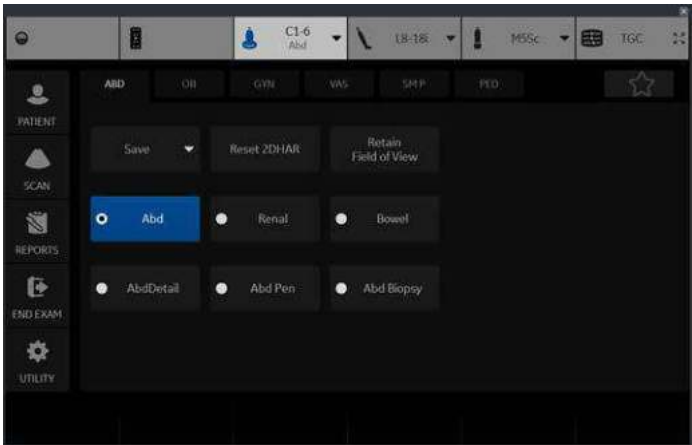 C1-6
Abd
L8-18i
M5Sc
TGC
ABD
OB
GYN
VAS
SM P
PED
PATIENT
SCAN
REPORTS
END EXAM
UTILITY
Save
Reset 2DHAR
Retain
Field of View
Abd
Renal
Bowel
AbdDetail
Abd Pen
Abd Biopsy